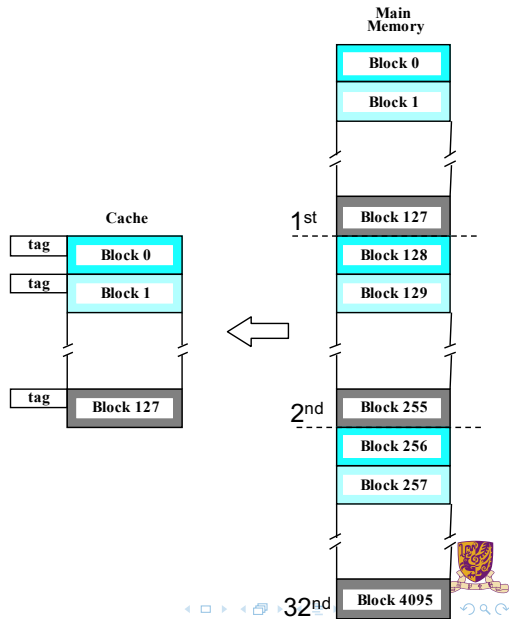 Main
Memory
Block 0
Block 1
Cache
1st
Block 127
tag
Block 0
Block 128
tag
Block 1
Block 129
tag
Block 127
2nd
Block 255
Block 256
Block 257
32nd
Block 4095